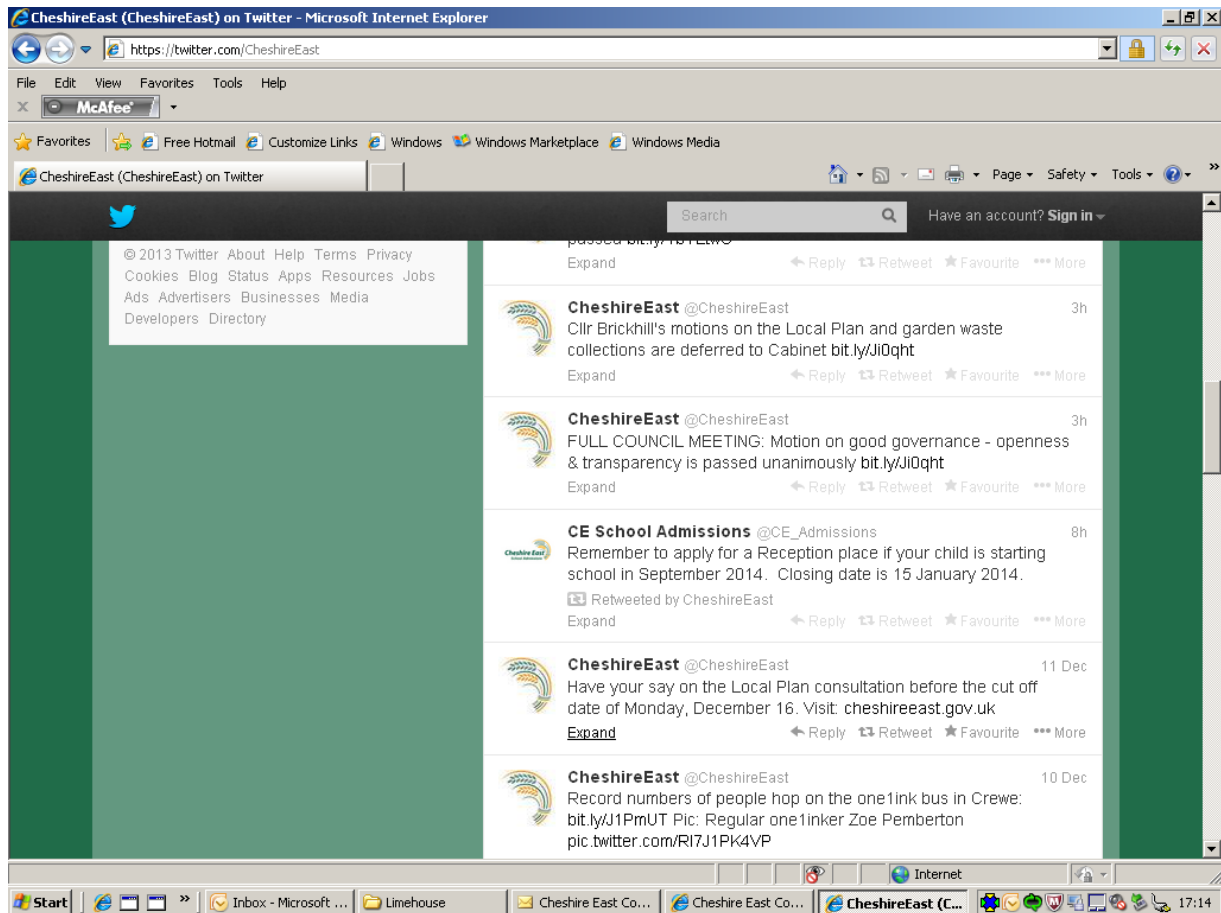 CheshireEast (CheshireEast) on Twitter - Microsoft Internet Explorer
https://twitter.com/CheshireEast
File Edit View Favorites Tools Help
McAfee
Favorites Free Hotmail Customize Links Windows Windows Marketplace Windows Media
CheshireEast (CheshireEast) on Twitter
Page Safety Tools »
Search
Have an account? Sign in
© 2013 Twitter About Help Terms Privacy
Cookies Blog Status Apps Resources Jobs
Ads Advertisers Businesses Media
Developers Directory
Expand Reply Retweet Favourite More
CheshireEast @CheshireEast 3h
Cllr Brickhill's motions on the Local Plan and garden waste
collections are deferred to Cabinet bit.ly/Ji0qht
Expand Reply Retweet Favourite More
CheshireEast @CheshireEast 3h
FULL COUNCIL MEETING: Motion on good governance - openness
& transparency is passed unanimously bit.ly/Ji0qht
Expand Reply Retweet Favourite More
Cheshire East
CE School Admissions @CE_Admissions 8h
Remember to apply for a Reception place if your child is starting
school in September 2014. Closing date is 15 January 2014.
Retweeted by CheshireEast
Expand Reply Retweet Favourite More
CheshireEast @CheshireEast 11 Dec
Have your say on the Local Plan consultation before the cut off
date of Monday, December 16. Visit: cheshireeast.gov.uk
Expand Reply Retweet Favourite More
CheshireEast @CheshireEast 10 Dec
Record numbers of people hop on the one1ink bus in Crewe:
bit.ly/J1PmUT Pic: Regular one1inker Zoe Pemberton
pic.twitter.com/RI7J1PK4VP
Internet
Start » Inbox - Microsoft ... Limehouse Cheshire East Co... Cheshire East Co... CheshireEast (C... 17:14